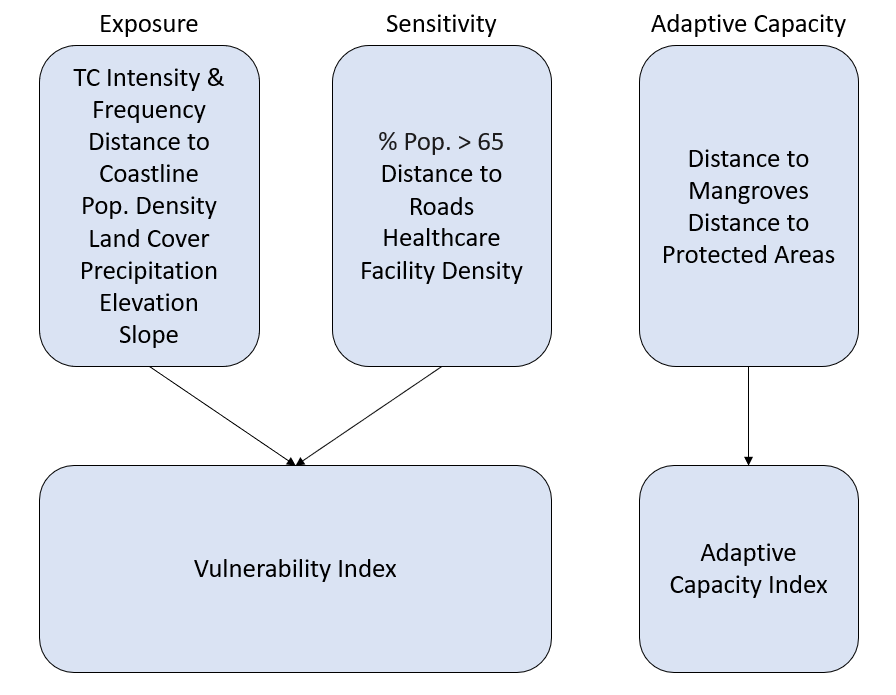 Exposure
TC Intensity &
Frequency
Distance to
Coastline
Pop. Density
Land Cover
Precipitation
Elevation
Slope
Sensitivity
% Pop. > 65
Distance to
Roads
Healthcare
Facility Density
Adaptive Capacity
Distance to
Mangroves
Distance to
Protected Areas
Vulnerability Index
Adaptive
Capacity Index